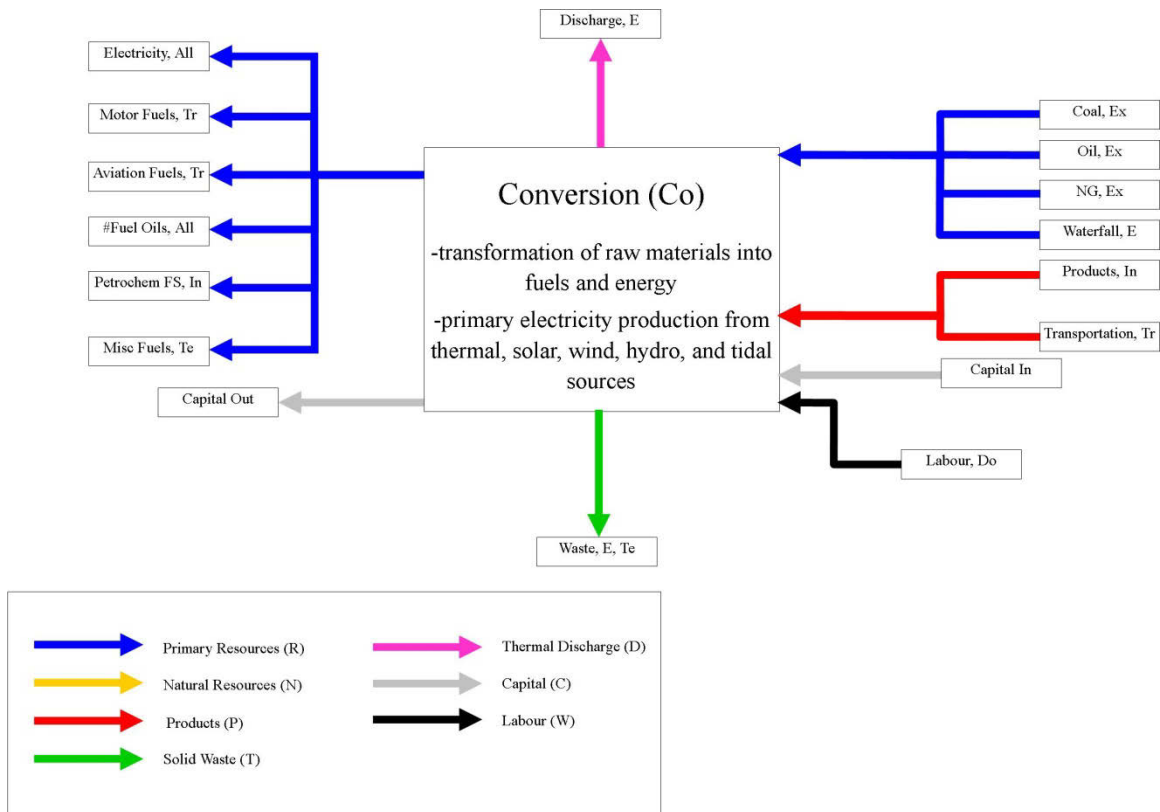 Discharge, E
Electricity, All
Motor Fuels, Tr
Aviation Fuels, Tr
#Fuel Oils, All
Petrochem FS, In
Misc Fuels, Te
Capital Out
Conversion (Co)
-transformation of raw materials into
fuels and energy
-primary electricity production from
thermal, solar, wind, hydro, and tidal
sources
Coal, Ex
Oil, Ex
NG, Ex
Waterfall, E
Products, In
Transportation, Tr
Capital In
Labour, Do
Waste, E, Te
Primary Resources (R)
Natural Resources (N)
Products (P)
Solid Waste (T)
Thermal Discharge (D)
Capital (C)
Labour (W)